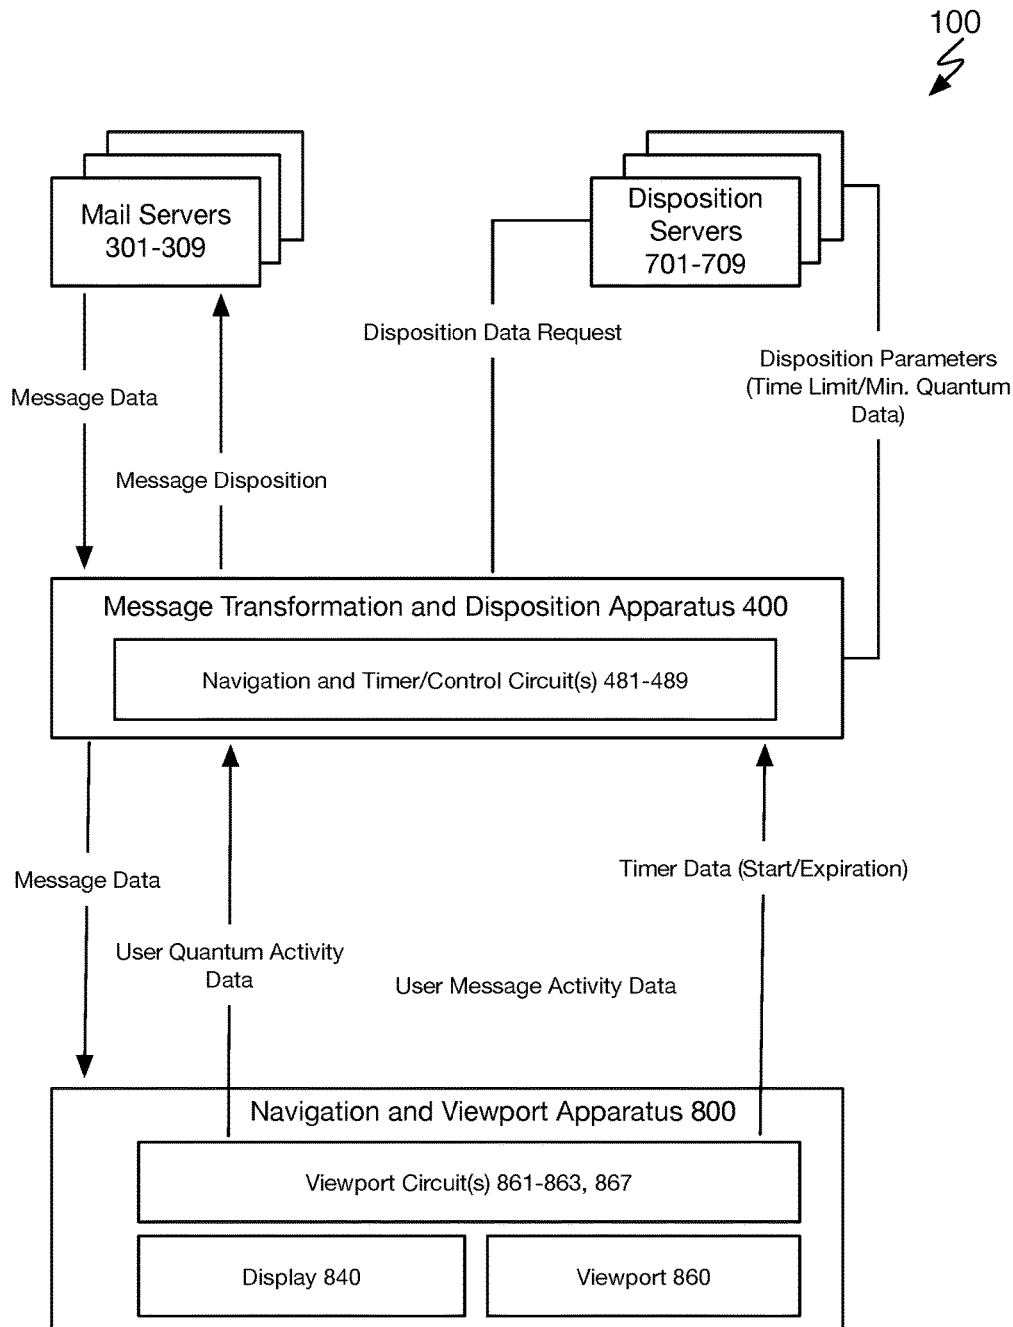 100
Mail Servers
301-309
Disposition
Servers
701-709
Disposition Data Request
Disposition Parameters
(Time Limit/Min. Quantum
Data)
Message Data
Message Disposition
Message Transformation and Disposition Apparatus 400
Navigation and Timer/Control Circuit(s) 481-489
Timer Data (Start/Expiration)
Message Data
User Quantum Activity
Data
User Message Activity Data
Navigation and Viewport Apparatus 800
Viewport Circuit(s) 861-863, 867
Display 840
Viewport 860